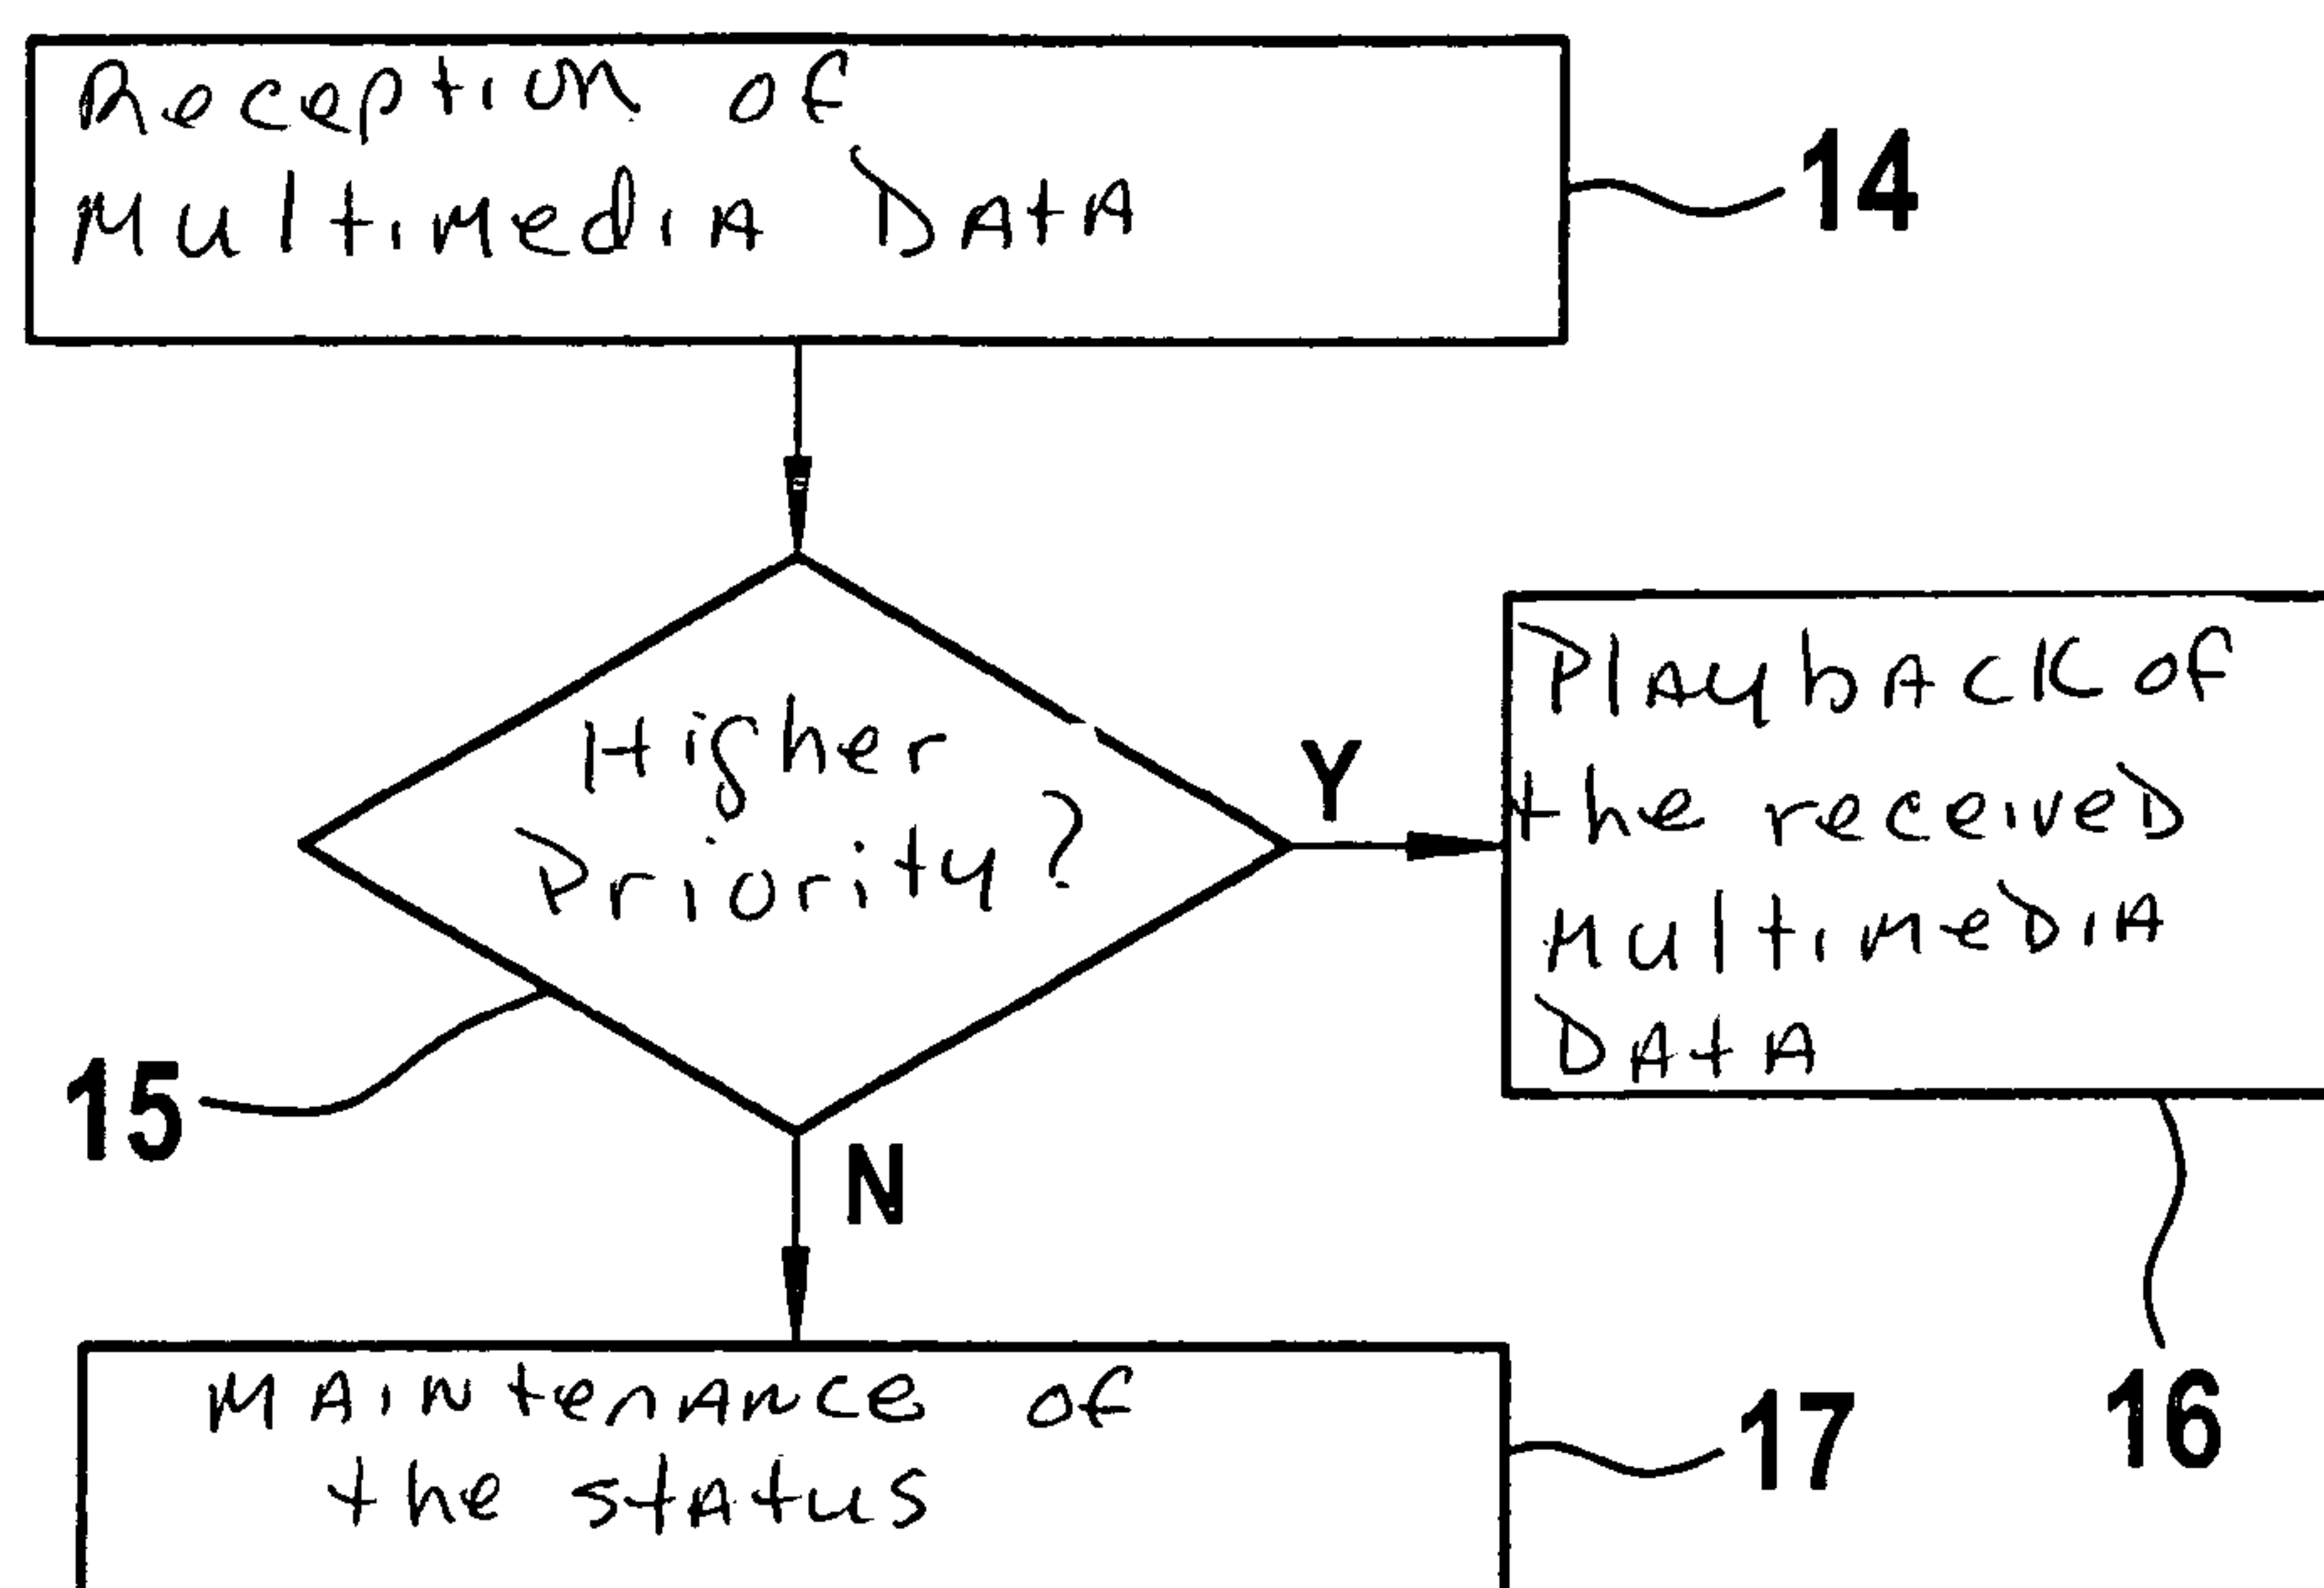 Reception of
Multimedia Data
14
Higher
Priority?
Y
Playback of
the received
Multimedia
Data
15
N
16
Maintenance of
the status
17